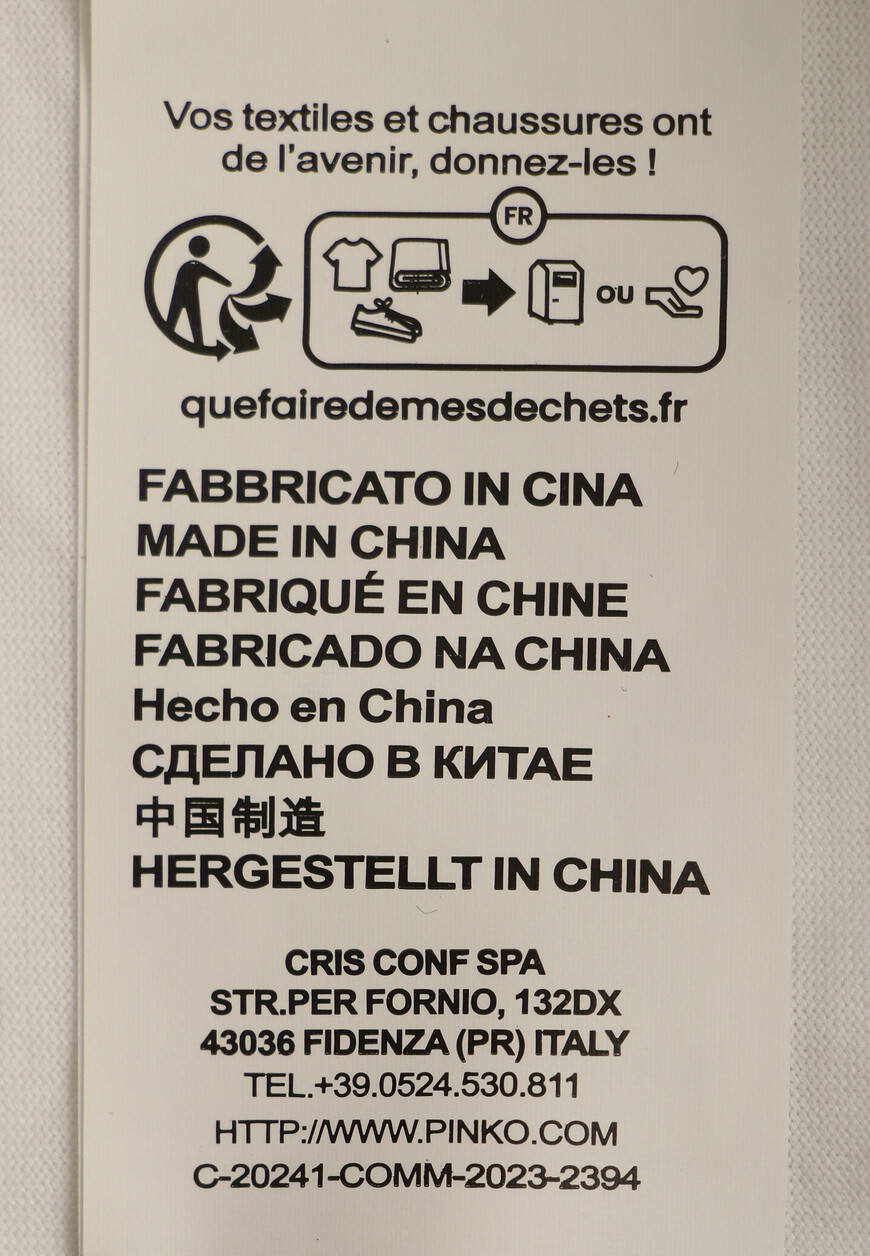 Vos textiles et chaussures ont
de l'avenir, donnez-les !
FR
OU
quefairedemesdechets.fr
FABBRICATO IN CINA
MADE IN CHINA
FABRIQUÉ EN CHINE
FABRICADO NA CHINA
Hecho en China
СДЕЛАНО В КИТАЕ
中国制造
HERGESTELLT IN CHINA
CRIS CONF SPA
STR.PER FORNIO, 132DX
43036 FIDENZA (PR) ITALY
TEL.+39.0524.530.811
HTTP://WWW.PINKO.COM
C-20241-COMM-2023-2394